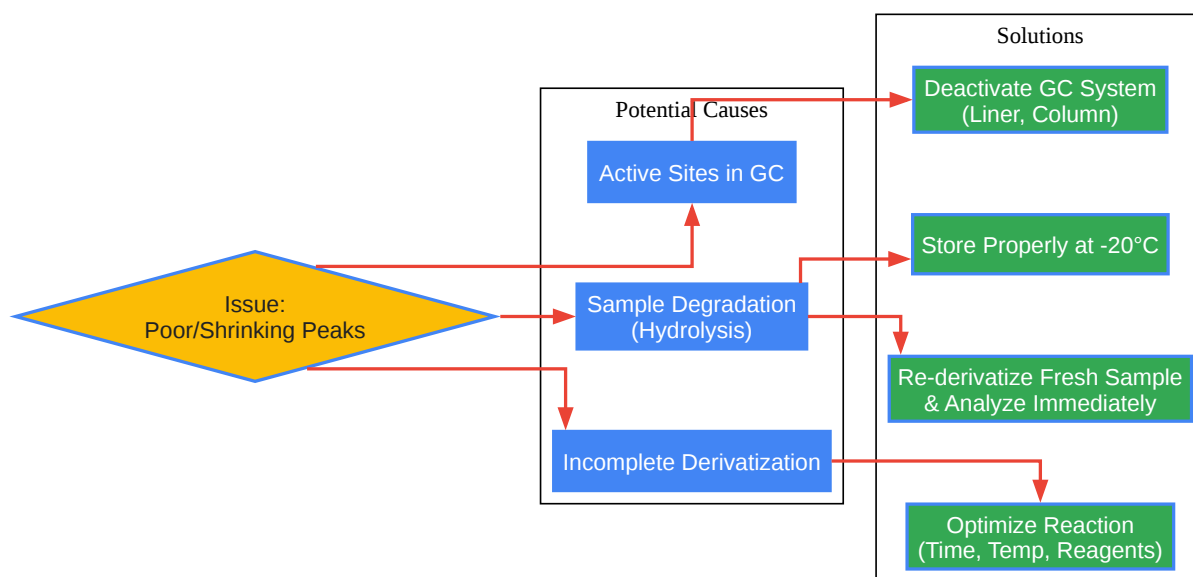 Solutions
Deactivate GC System
(Liner, Column)
Potential Causes
Active Sites in GC
Store Properly at -20°C
Issue:
Poor/Shrinking Peaks
Sample Degradation
(Hydrolysis)
Re-derivatize Fresh Sample
& Analyze Immediately
Incomplete Derivatization
Optimize Reaction
(Time, Temp, Reagents)